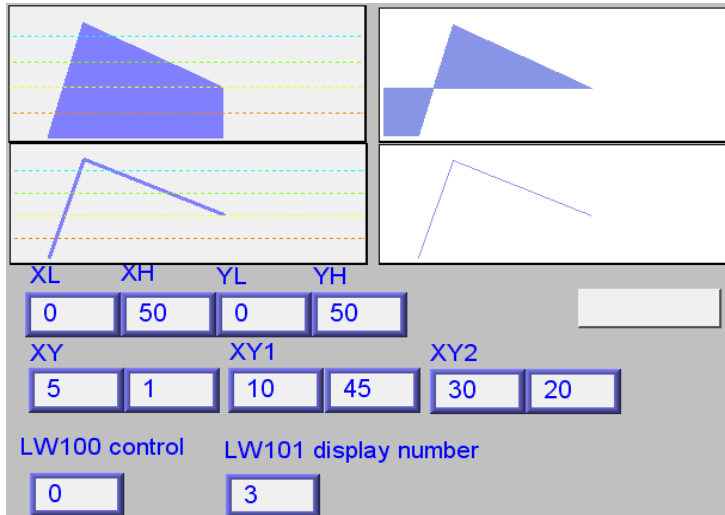 XL XH YL YH
0 50 0 50
XY XY1 XY2
5 1 10 45 30 20
LW100 control LW101 display number
0 3